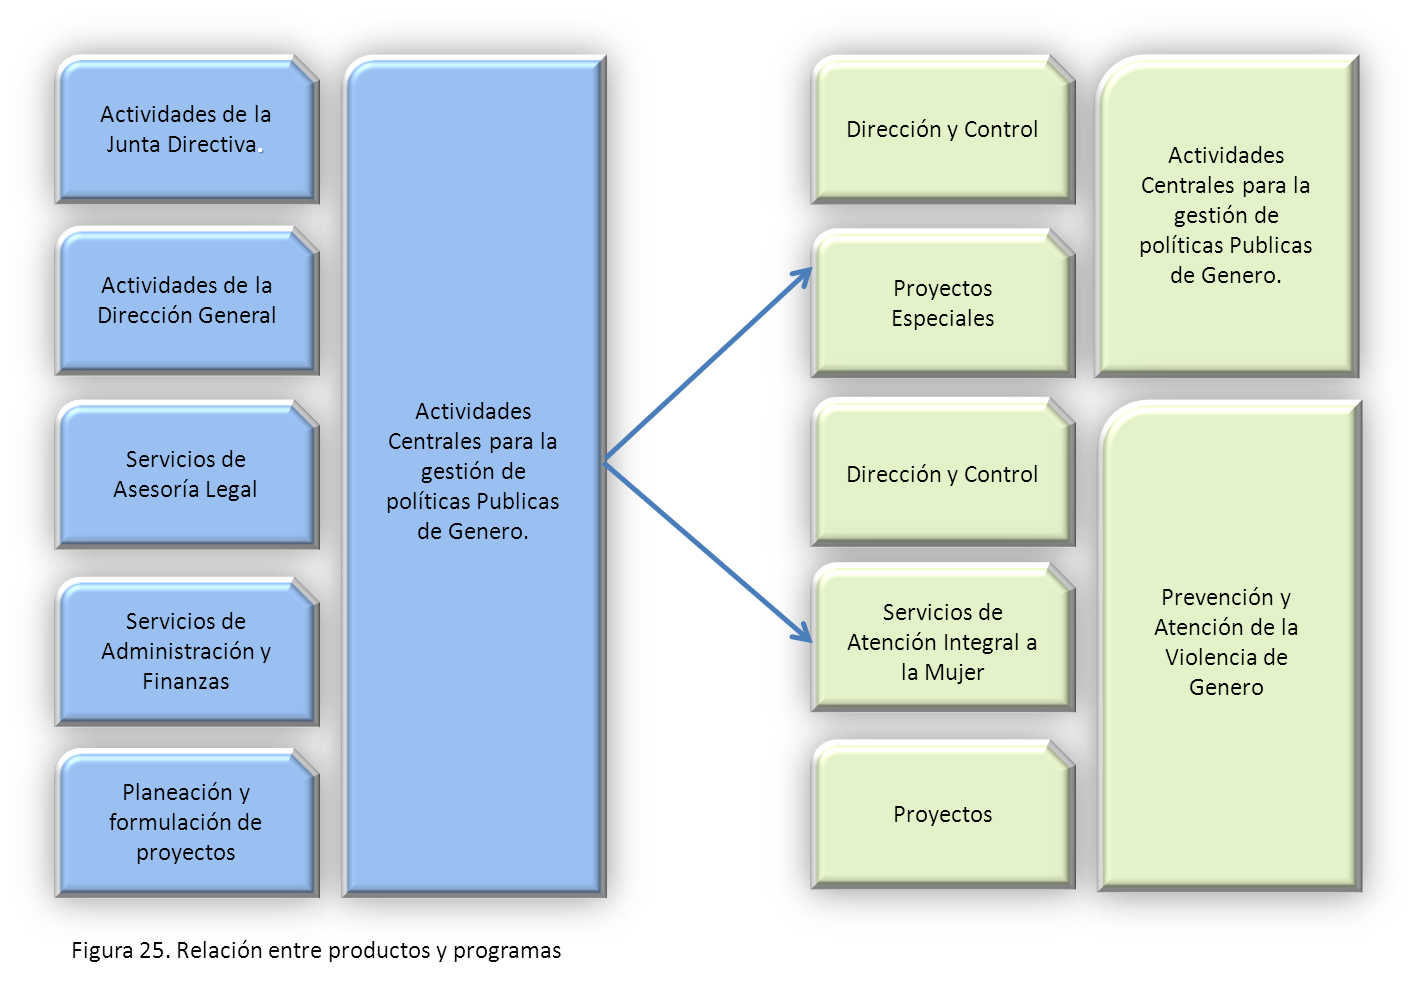 Actividades de la
Junta Directiva.
Actividades de la
Dirección General
Servicios de
Asesoría Legal
Servicios de
Administración y
Finanzas
Planeación y
formulación de
proyectos
Actividades
Centrales para la
gestión de
políticas Publicas
de Genero.
Dirección y Control
Proyectos
Especiales
Dirección y Control
Servicios de
Atención Integral a
la Mujer
Proyectos
Actividades
Centrales para la
gestión de
políticas Publicas
de Genero.
Prevención y
Atención de la
Violencia de
Genero
Figura 25. Relación entre productos y programas